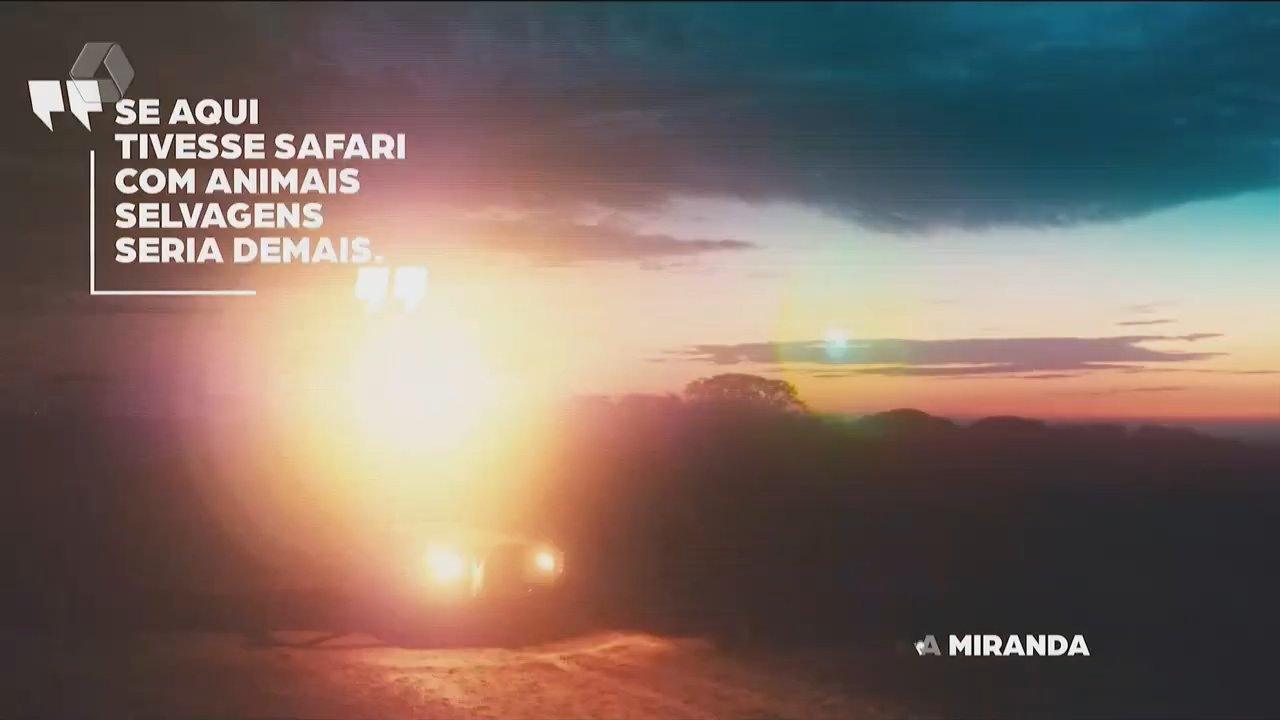 SE AQUI
TIVESSE SAFARI
COM ANIMAIS
SELVAGENS
SERIA DEMAIS.
A MIRANDA